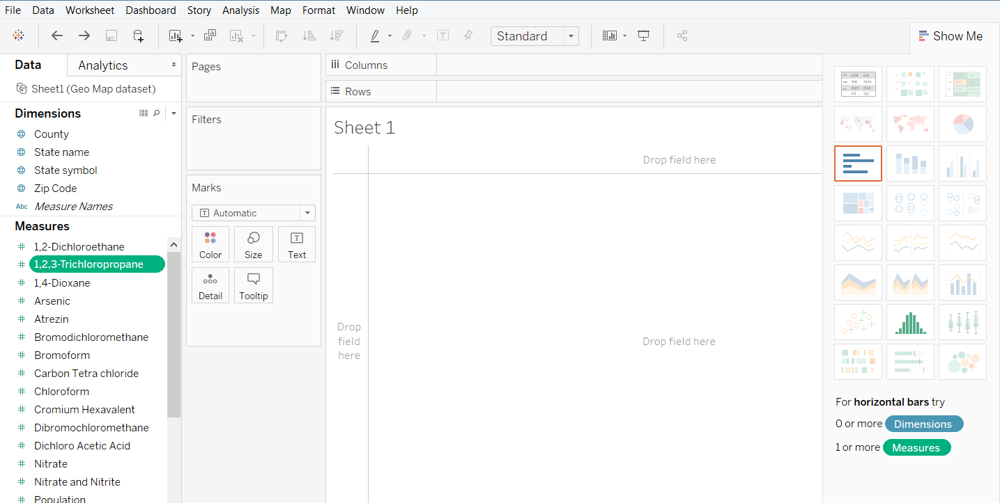 File Data Worksheet Dashboard Story Analysis Map Format Window Help
Standard
Show Me
Data Analytics
Sheet1 (Geo Map dataset)
Dimensions
County
State name
State symbol
Zip Code
Abc Measure Names
Measures
1,2-Dichloroethane
1,2,3-Trichloropropane
1,4-Dioxane
Arsenic
Atrezin
Bromodichloromethane
Bromoform
Carbon Tetra chloride
Chloroform
Cromium Hexavalent
Dibromochloromethane
Dichloro Acetic Acid
Nitrate
Nitrate and Nitrite
Population
Pages
Filters
Marks
Automatic
Color Size Text
Detail Tooltip
Columns
Rows
Sheet 1
Drop field here
Drop
field
here
Drop field here
For horizontal bars try
0 or more Dimensions
1 or more Measures